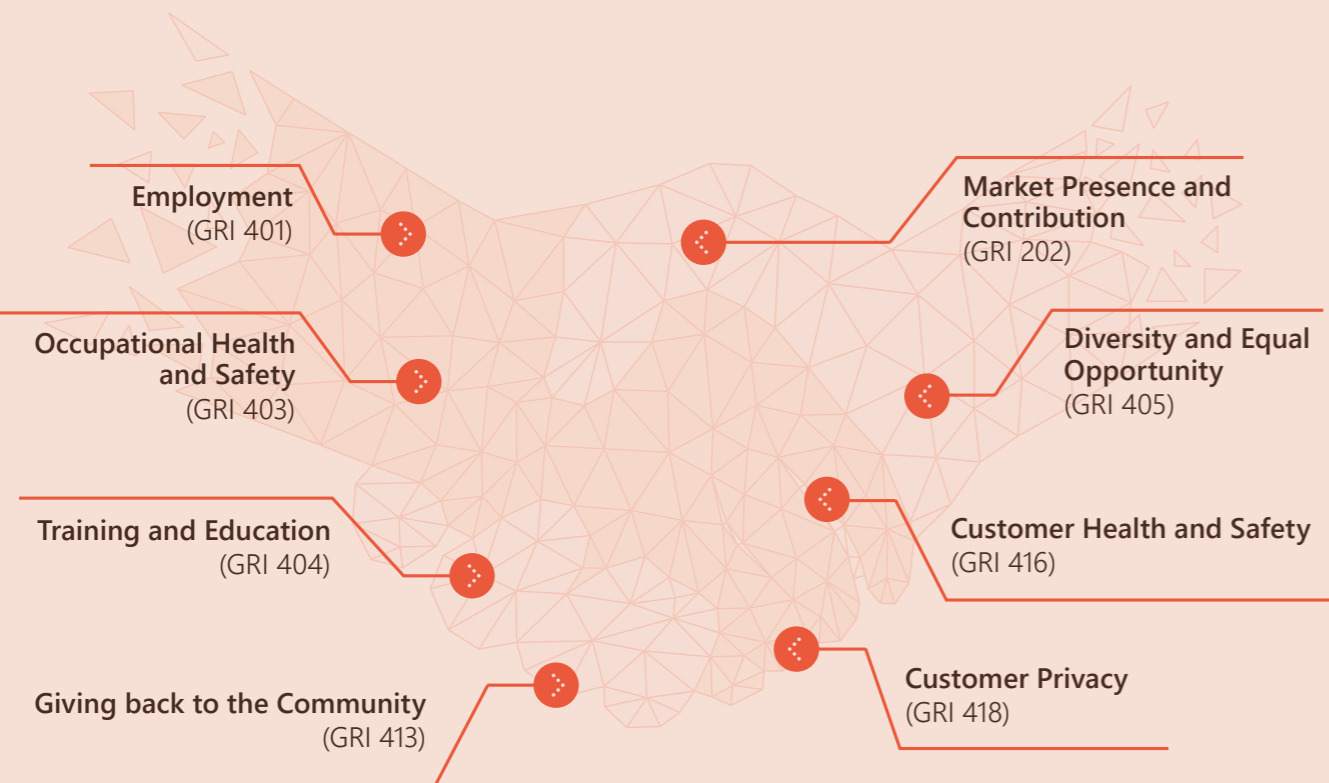 Employment
(GRI 401)
Occupational Health
and Safety
(GRI 403)
Training and Education
(GRI 404)
Giving back to the Community
(GRI 413)
Market Presence and
Contribution
(GRI 202)
Diversity and Equal
Opportunity
(GRI 405)
Customer Health and Safety
(GRI 416)
Customer Privacy
(GRI 418)